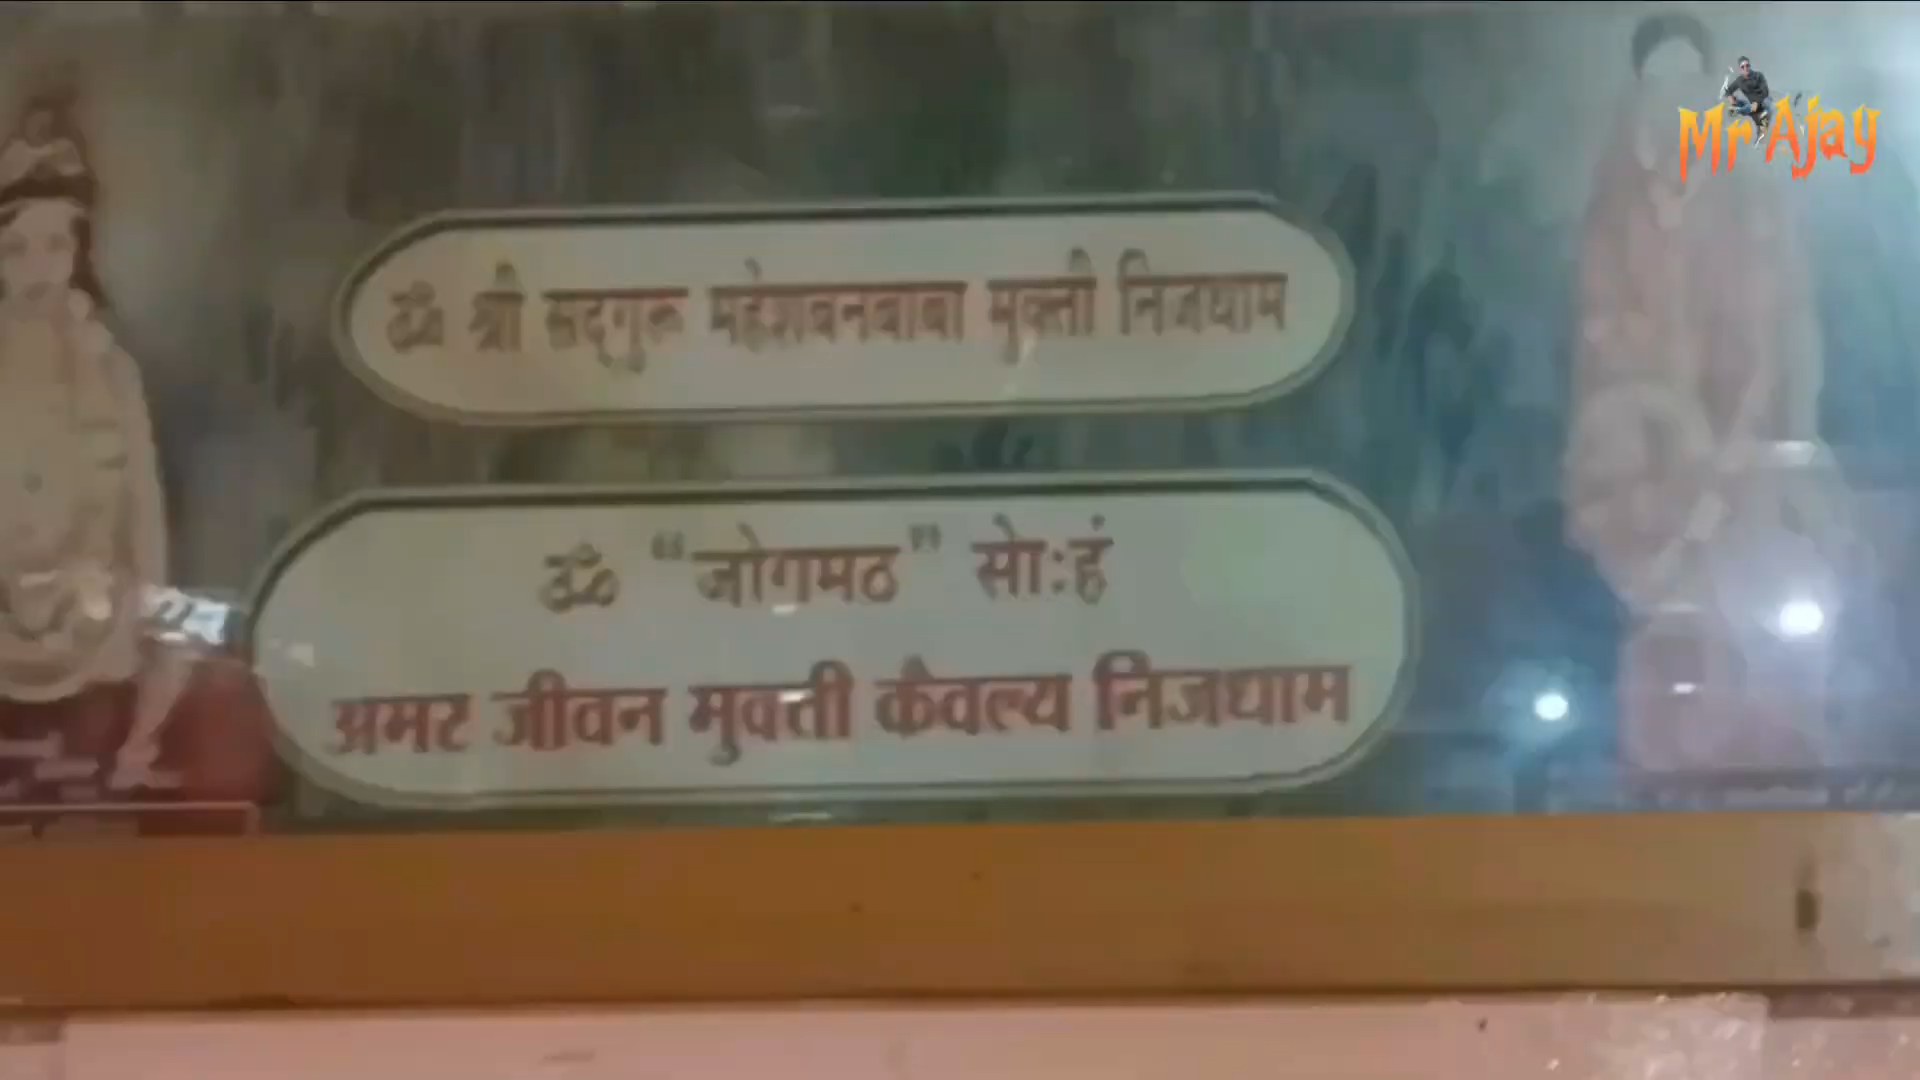 ॐ श्री सद्‌गुरू महेशवनबाबा मुक्ती निजधाम
ॐ "जोगमठ" सोःहं
अमर जीवन मुक्ती कैवल्य निजधाम
Mr Ajay